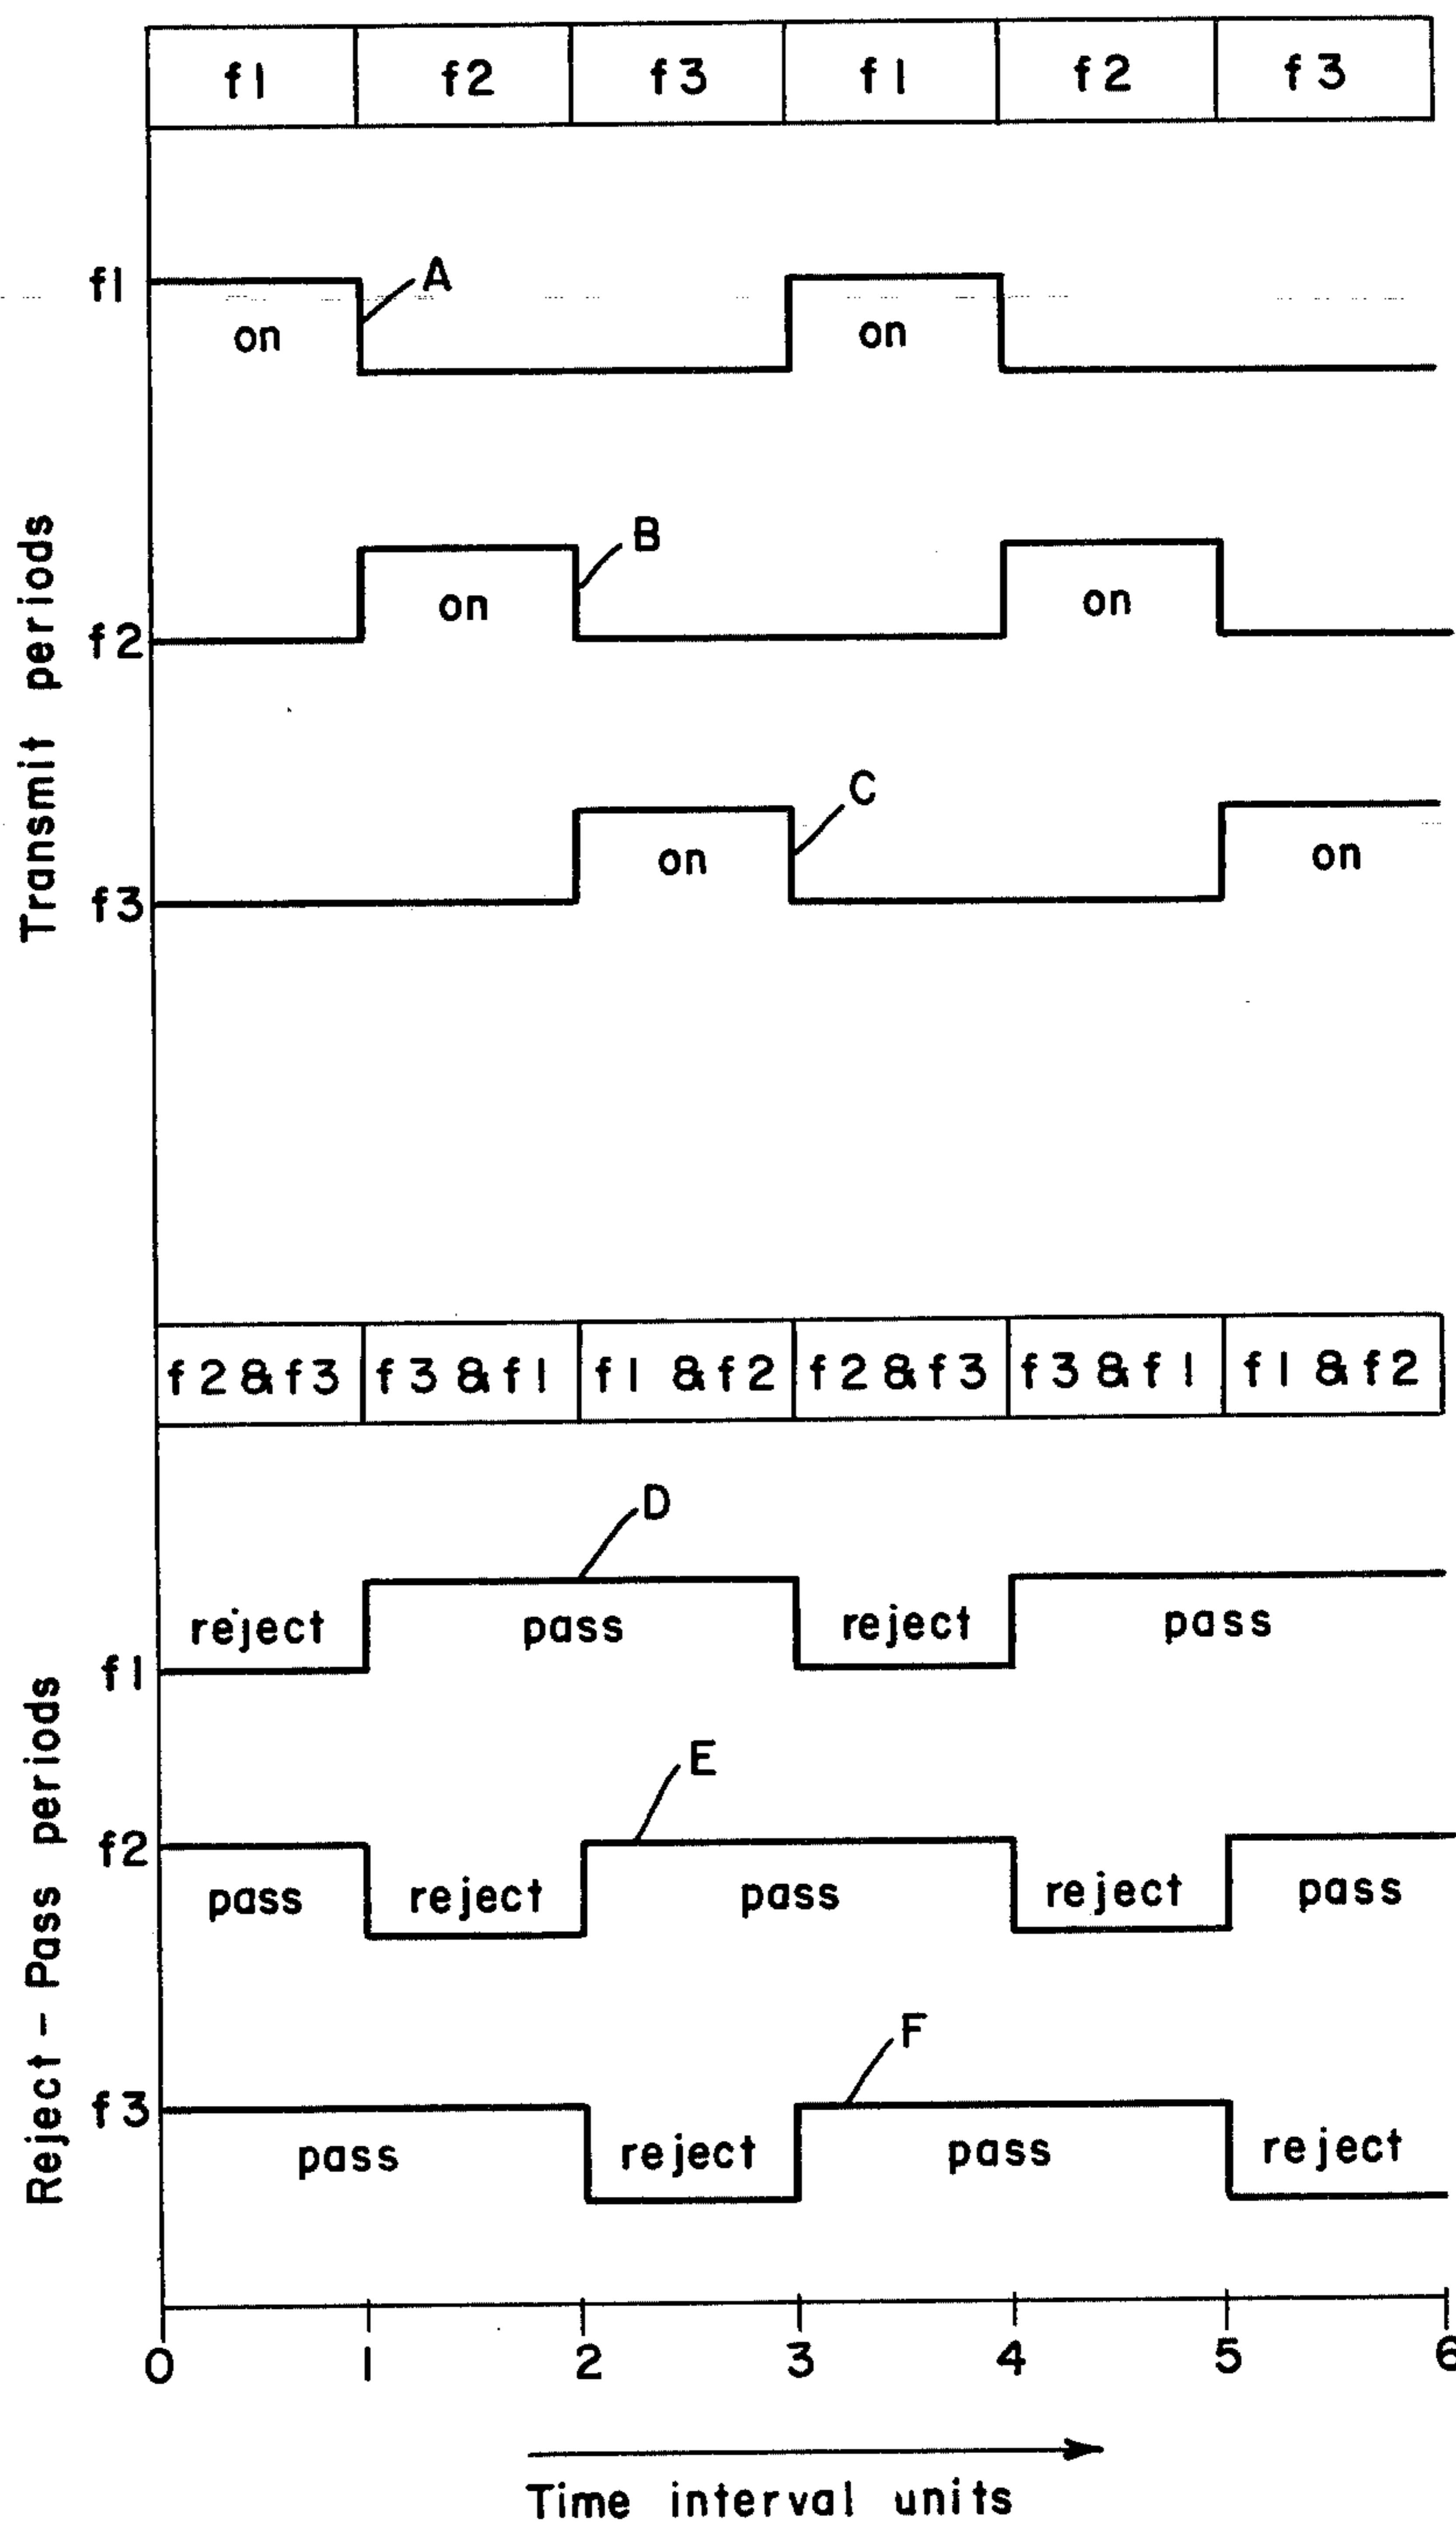 f1 f2 f3 f1 f2 f3
f1 A
on on
B
on on
f2
C
on on
f3
Transmit periods
f2&f3 f3&f1 f1&f2 f2&f3 f3&f1 f1&f2
D
reject pass reject pass
f1
E
f2
pass reject pass reject pass
F
f3
pass reject pass reject
Reject - Pass periods
0 1 2 3 4 5 6
Time interval units